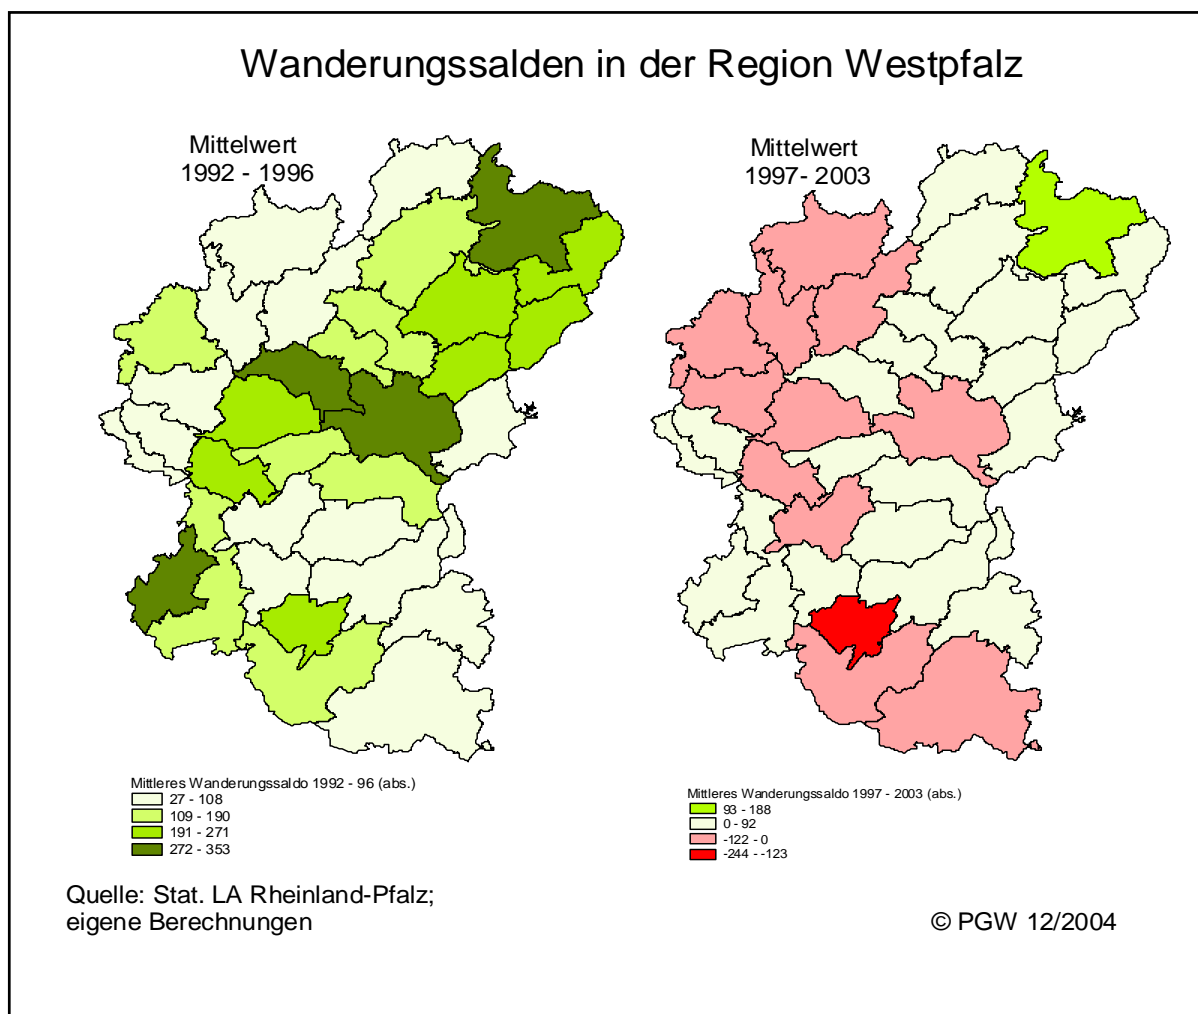 Wanderungssalden in der Region Westpfalz
Mittelwert
1992 - 1996
Mittelwert
1997- 2003
Mittleres Wanderungssaldo 1992 - 96 (abs.)
27 - 108
109 - 190
191 - 271
272 - 353
Mittleres Wanderungssaldo 1997 - 2003 (abs.)
93 - 188
0 - 92
-122 - 0
-244 - -123
Quelle: Stat. LA Rheinland-Pfalz;
eigene Berechnungen
© PGW 12/2004